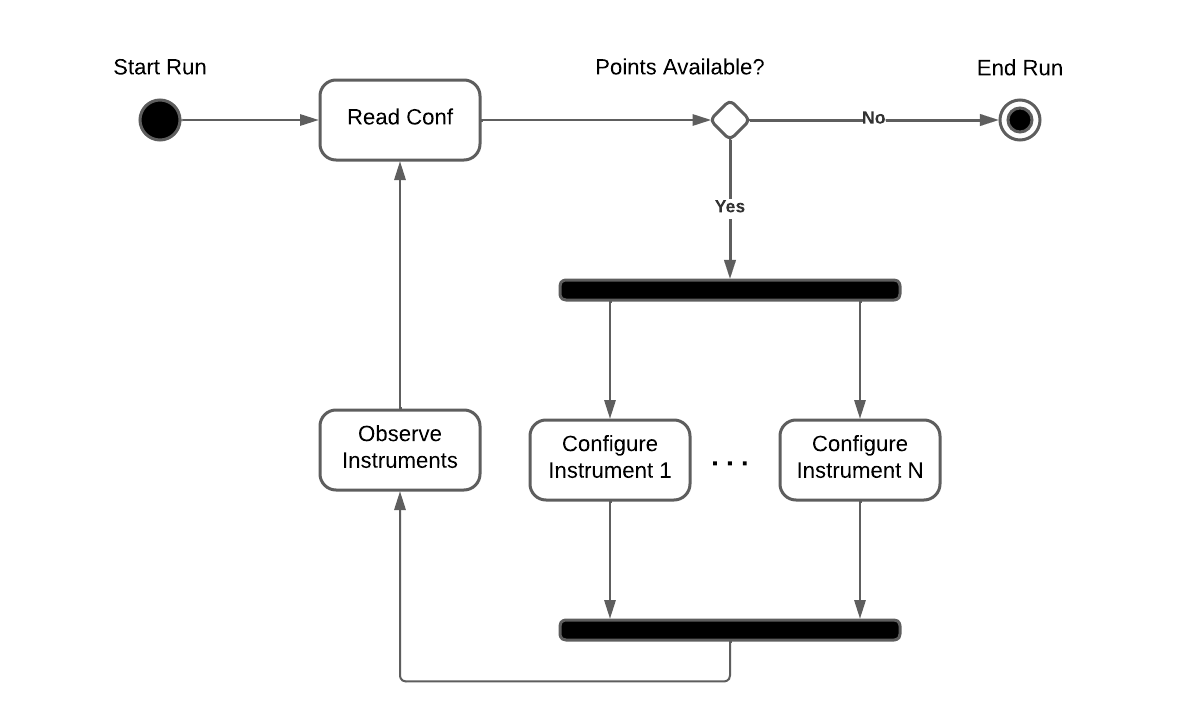 Start Run
Points Available?
End Run
Read Conf
No
Yes
Observe
Instruments
Configure
Instrument 1
...
Configure
Instrument N